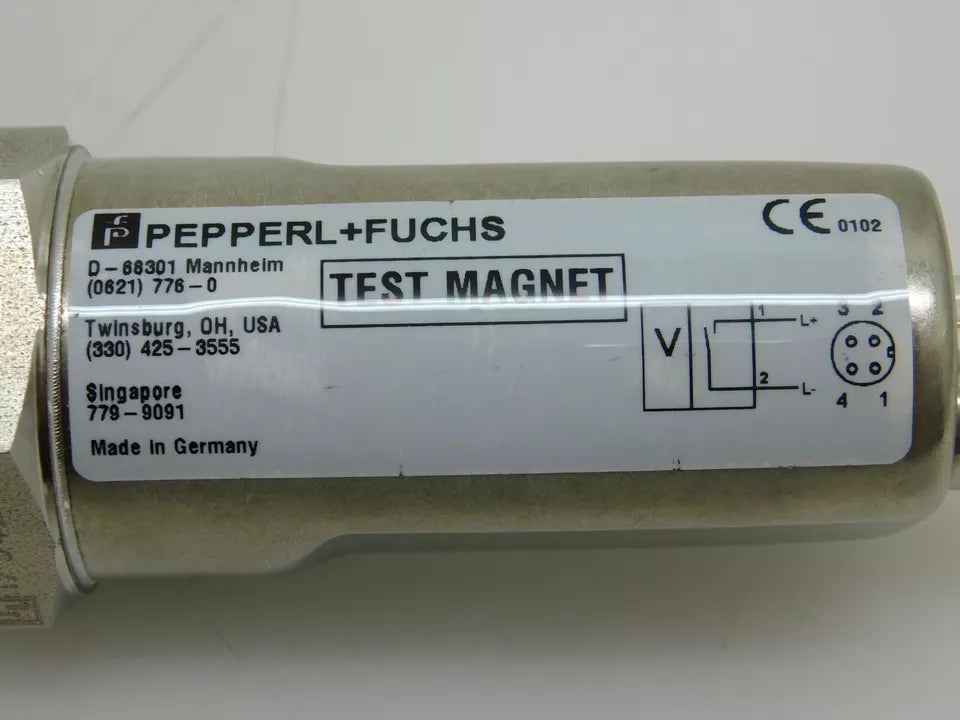 PEPPERL+FUCHS
CE 0102
D-68301 Mannheim
(0621) 776-0
TEST MAGNET
Twinsburg, OH, USA
(330) 425-3555
Singapore
779-9091
Made in Germany
V
1
L+
2
L-
3 2
4 1